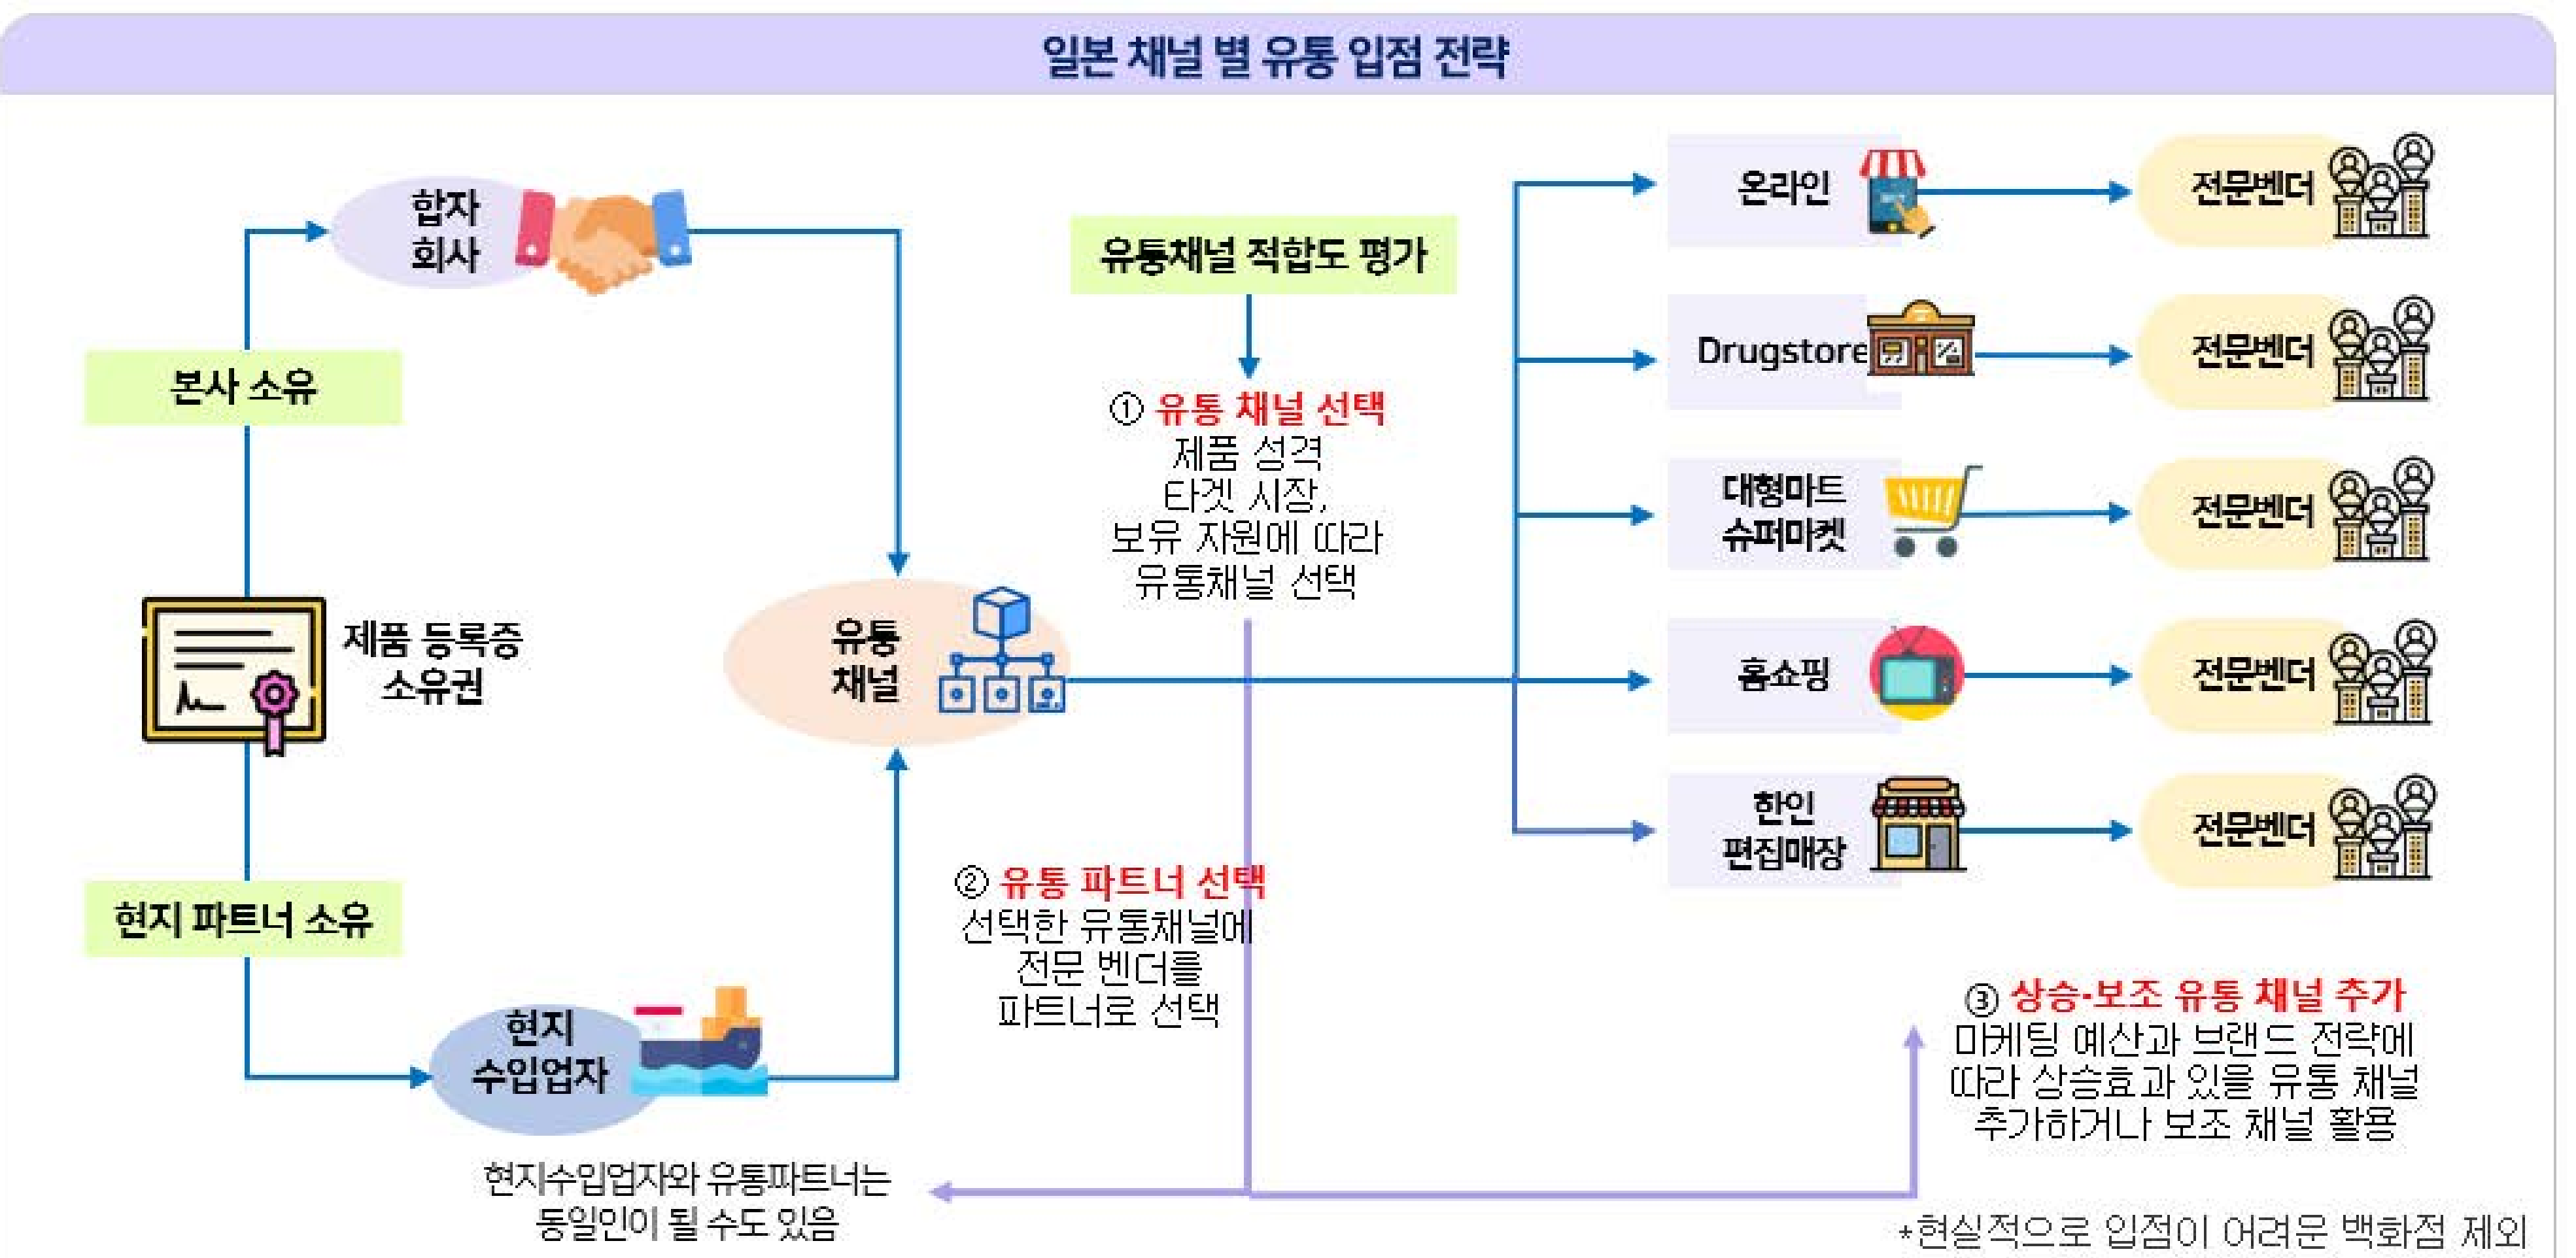 일본 채널 별 유통 입점 전략
합자
회사
본사 소유
제품 등록증
소유권
현지 파트너 소유
현지
수입업자
현지수입업자와 유통파트너는
동일인이 될 수도 있음
유통
채널
유통채널 적합도 평가
① 유통 채널 선택
제품 성격
타겟 시장,
보유 자원에 따라
유통채널 선택
② 유통 파트너 선택
선택한 유통채널에
전문 벤더를
파트너로 선택
온라인
전문벤더
Drugstore
전문벤더
대형마트
슈퍼마켓
전문벤더
홈쇼핑
전문벤더
한인
편집매장
전문벤더
③ 상승·보조 유통 채널 추가
마케팅 예산과 브랜드 전략에
따라 상승효과 있을 유통 채널
추가하거나 보조 채널 활용
*현실적으로 입점이 어려운 백화점 제외